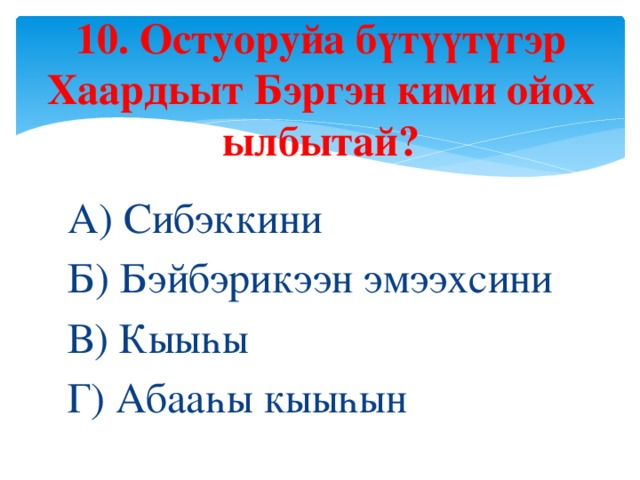 10. Остуоруйа бүтүүтүгэр
Хаардьыт Бэргэн кими ойох
ылбытай?
А) Сибэккини
Б) Бэйбэрикээн эмээхсини
В) Кыыһы
Г) Абааһы кыыһын